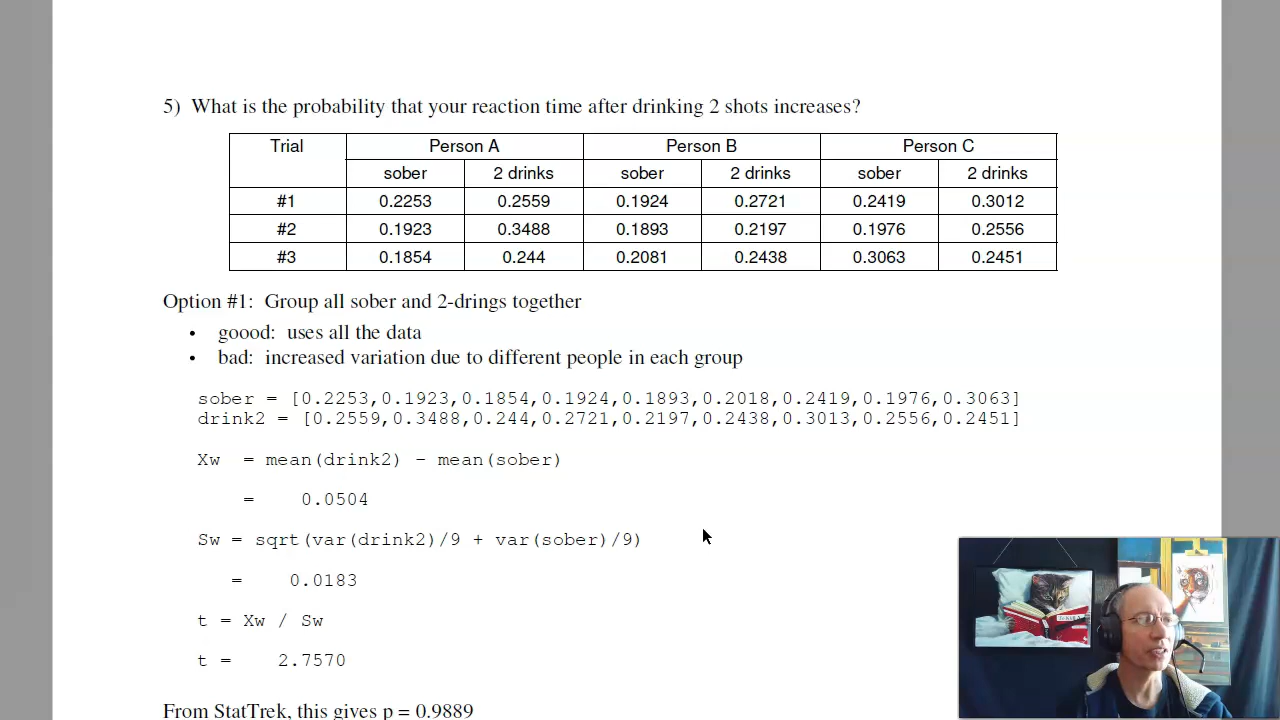 5) What is the probability that your reaction time after drinking 2 shots increases?
Trial Person A Person B Person C
sober 2 drinks sober 2 drinks sober 2 drinks
#1 0.2253 0.2559 0.1924 0.2721 0.2419 0.3012
#2 0.1923 0.3488 0.1893 0.2197 0.1976 0.2556
#3 0.1854 0.244 0.2081 0.2438 0.3063 0.2451
Option #1: Group all sober and 2-drings together
• goood: uses all the data
• bad: increased variation due to different people in each group
sober = [0.2253,0.1923,0.1854,0.1924,0.1893,0.2018,0.2419,0.1976,0.3063]
drink2 = [0.2559,0.3488,0.244,0.2721,0.2197,0.2438,0.3013,0.2556,0.2451]
Xw = mean(drink2) - mean(sober)
= 0.0504
Sw = sqrt(var(drink2)/9 + var(sober)/9)
= 0.0183
t = Xw / Sw
t = 2.7570
From StatTrek, this gives p = 0.9889